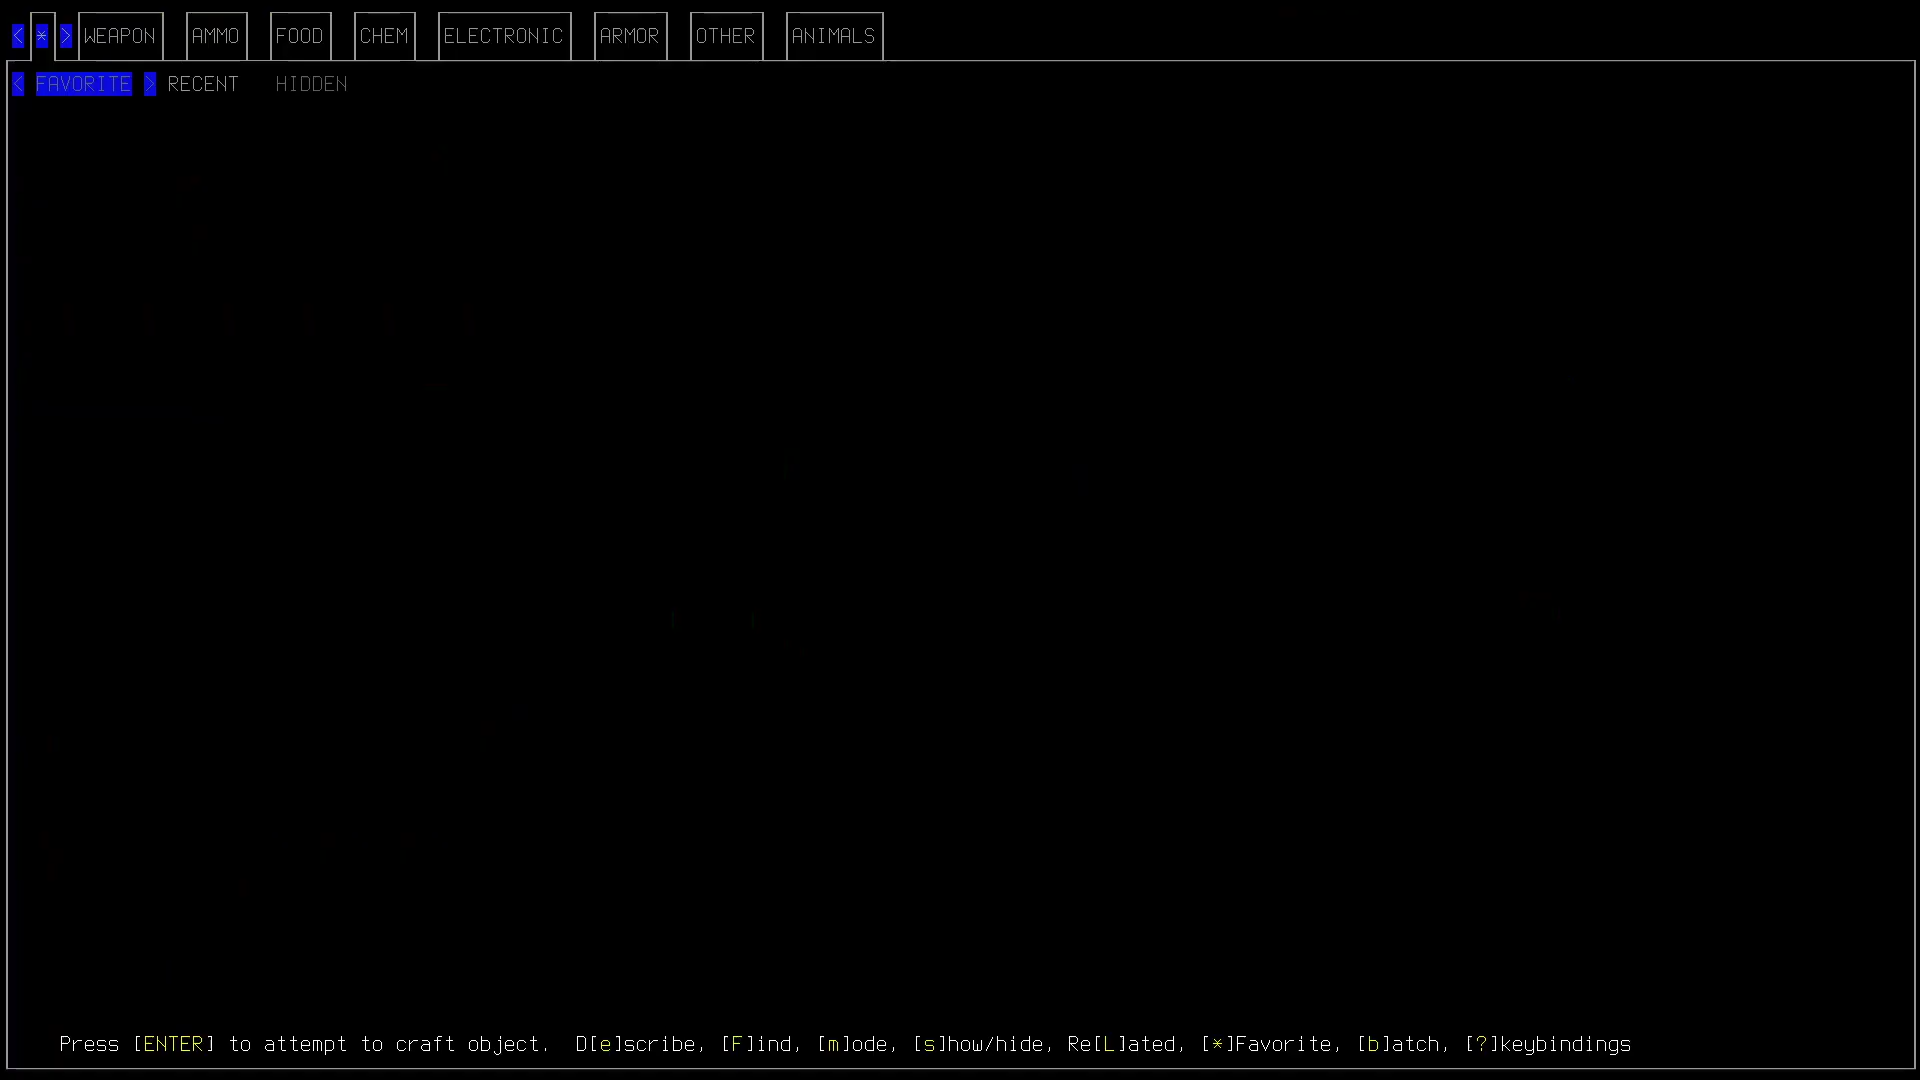 < * > WEAPON AMMO FOOD CHEM ELECTRONIC ARMOR OTHER ANIMALS
< FAVORITE > RECENT HIDDEN
Press [ENTER] to attempt to craft object. D[e]scribe, [F]ind, [m]ode, [s]how/hide, Re[L]ated, [*]Favorite, [b]atch, [?]keybindings